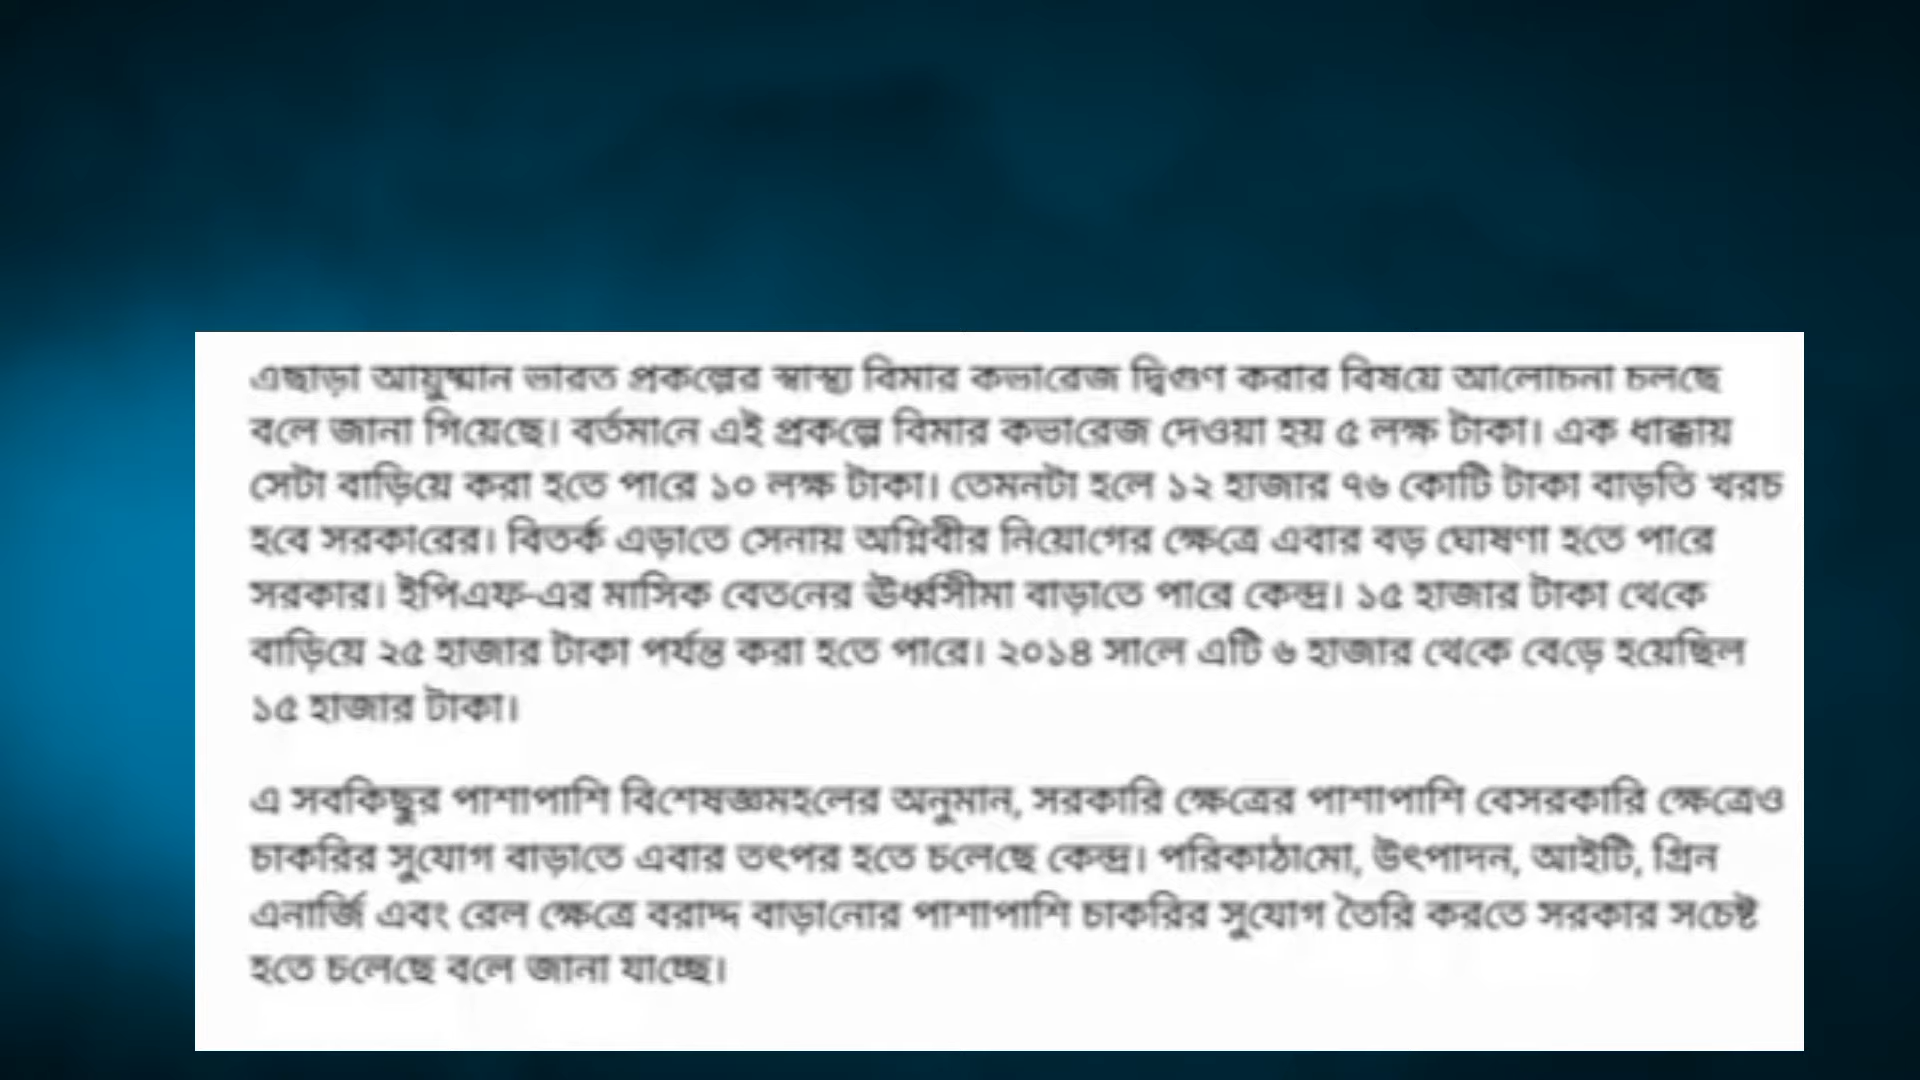 এছাড়া আয়ুষ্মান ভারত প্রকল্পের স্বাস্থ্য বিমার কভারেজ দ্বিগুণ করার বিষয়ে আলোচনা চলছে
বলে জানা গিয়েছে। বর্তমানে এই প্রকল্পে বিমার কভারেজ দেওয়া হয় ৫ লক্ষ টাকা। এক ধাক্কায়
সেটা বাড়িয়ে করা হতে পারে ১০ লক্ষ টাকা। তেমনটা হলে ১২ হাজার ৭৬ কোটি টাকা বাড়তি খরচ
হবে সরকারের। বিতর্ক এড়াতে সেনায় অগ্নিবীর নিয়োগের ক্ষেত্রে এবার বড় ঘোষণা হতে পারে
সরকার। ইপিএফ-এর মাসিক বেতনের ঊর্ধ্বসীমা বাড়াতে পারে কেন্দ্র। ১৫ হাজার টাকা থেকে
বাড়িয়ে ২৫ হাজার টাকা পর্যন্ত করা হতে পারে। ২০১৪ সালে এটি ৬ হাজার থেকে বেড়ে হয়েছিল
১৫ হাজার টাকা।
এ সবকিছুর পাশাপাশি বিশেষজ্ঞমহলের অনুমান, সরকারি ক্ষেত্রের পাশাপাশি বেসরকারি ক্ষেত্রেও
চাকরির সুযোগ বাড়াতে এবার তৎপর হতে চলেছে কেন্দ্র। পরিকাঠামো, উৎপাদন, আইটি, গ্রিন
এনার্জি এবং রেল ক্ষেত্রে বরাদ্দ বাড়ানোর পাশাপাশি চাকরির সুযোগ তৈরি করতে সরকার সচেষ্ট
হতে চলেছে বলে জানা যাচ্ছে।